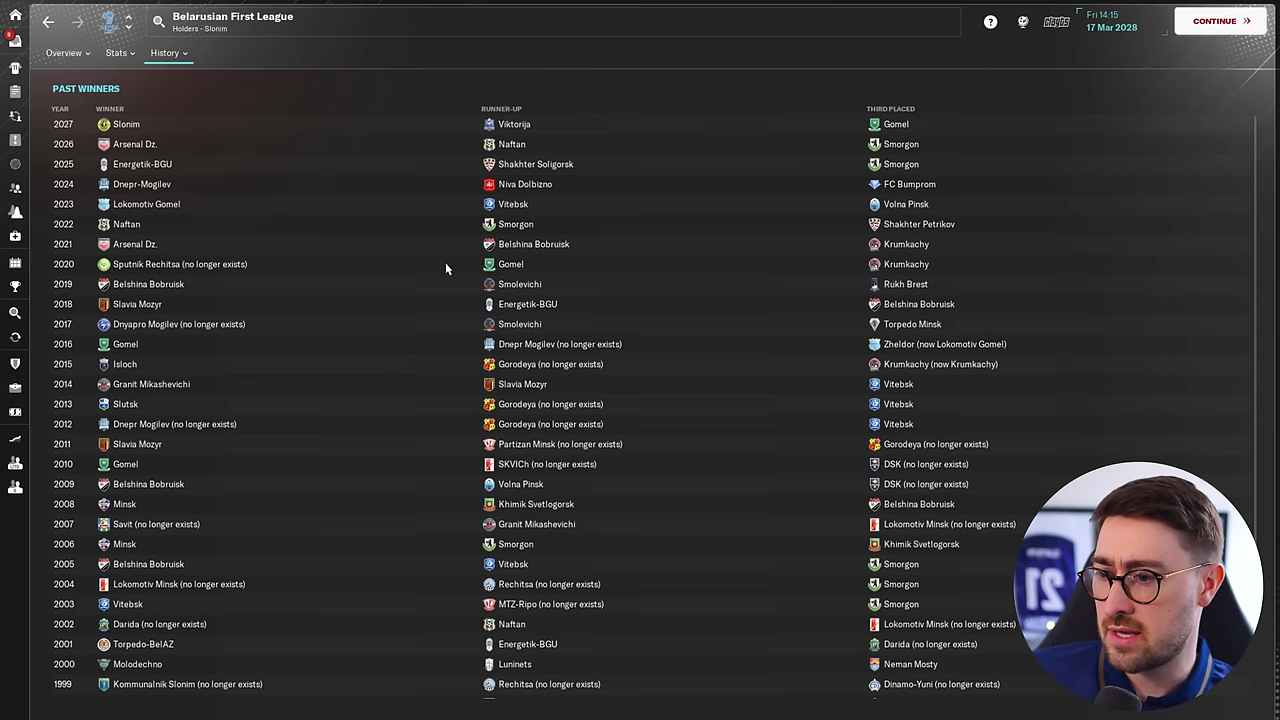 Belarusian First League
Holders - Slonim
Fri 14:15
17 Mar 2028
CONTINUE
Overview
Stats
History
PAST WINNERS
YEAR WINNER RUNNER-UP THIRD PLACED
2027 Slonim Viktorija Gomel
2026 Arsenal Dz. Naftan Smorgon
2025 Energetik-BGU Shakhter Soligorsk Smorgon
2024 Dnepr-Mogilev Niva Dolbizno FC Bumprom
2023 Lokomotiv Gomel Vitebsk Volna Pinsk
2022 Naftan Smorgon Shakhter Petrikov
2021 Arsenal Dz. Belshina Bobruisk Krumkachy
2020 Sputnik Rechitsa (no longer exists) Gomel Krumkachy
2019 Belshina Bobruisk Smolevichi Rukh Brest
2018 Slavia Mozyr Energetik-BGU Belshina Bobruisk
2017 Dnyapro Mogilev (no longer exists) Smolevichi Torpedo Minsk
2016 Gomel Dnepr Mogilev (no longer exists) Zheldor (now Lokomotiv Gomel)
2015 Isloch Gorodeya (no longer exists) Krumkachy (now Krumkachy)
2014 Granit Mikashevichi Slavia Mozyr Vitebsk
2013 Slutsk Gorodeya (no longer exists) Vitebsk
2012 Dnepr Mogilev (no longer exists) Gorodeya (no longer exists) Vitebsk
2011 Slavia Mozyr Partizan Minsk (no longer exists) Gorodeya (no longer exists)
2010 Gomel SKVICh (no longer exists) DSK (no longer exists)
2009 Belshina Bobruisk Volna Pinsk DSK (no longer exists)
2008 Minsk Khimik Svetlogorsk Belshina Bobruisk
2007 Savit (no longer exists) Granit Mikashevichi Lokomotiv Minsk (no longer exists)
2006 Minsk Smorgon Khimik Svetlogorsk
2005 Belshina Bobruisk Vitebsk Smorgon
2004 Lokomotiv Minsk (no longer exists) Rechitsa (no longer exists) Smorgon
2003 Vitebsk MTZ-Ripo (no longer exists) Smorgon
2002 Darida (no longer exists) Naftan Lokomotiv Minsk (no longer exists)
2001 Torpedo-BelAZ Energetik-BGU Darida (no longer exists)
2000 Molodechno Luninets Neman Mosty
1999 Kommunalnik Slonim (no longer exists) Rechitsa (no longer exists) Dinamo-Yuni (no longer exists)
21